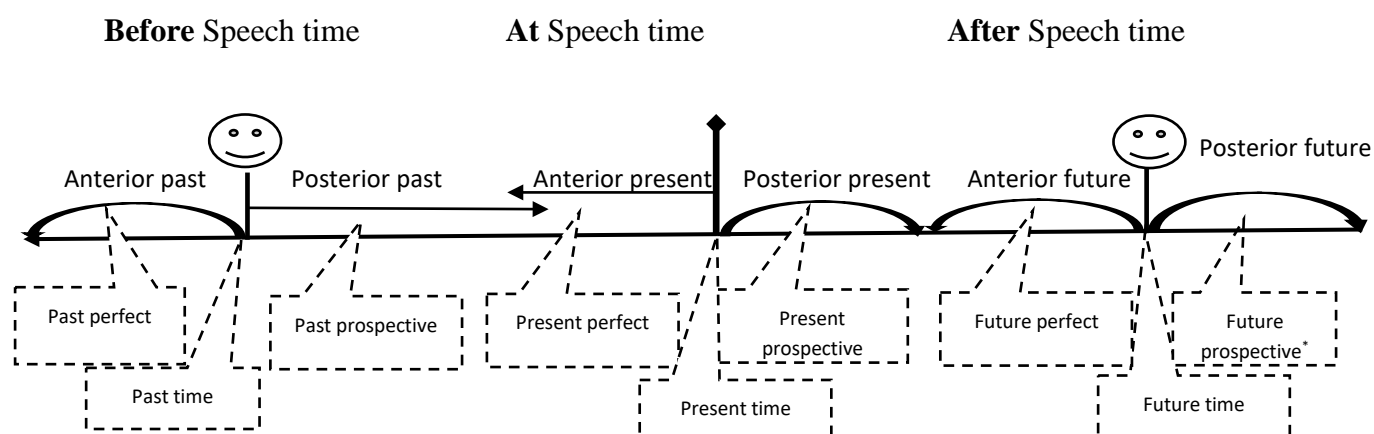 Before Speech time
At Speech time
After Speech time
Posterior future
Anterior past
Posterior past
Anterior present
Posterior present
Anterior future
Past perfect
Past prospective
Present perfect
Present
prospective
Future perfect
Future
prospective*
Past time
Present time
Future time